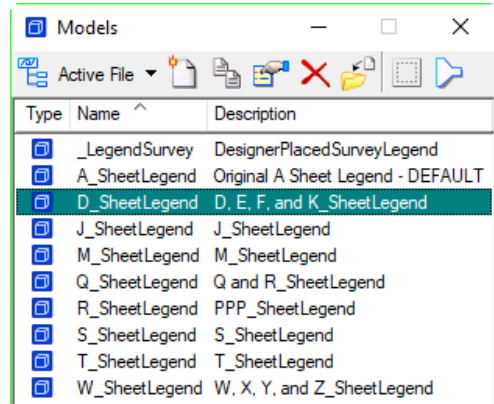 Models
Active File
Type Name Description
_LegendSurvey DesignerPlacedSurveyLegend
A_SheetLegend Original A Sheet Legend - DEFAULT
D_SheetLegend D, E, F, and K_SheetLegend
J_SheetLegend J_SheetLegend
M_SheetLegend M_SheetLegend
Q_SheetLegend Q and R_SheetLegend
R_SheetLegend PPP_SheetLegend
S_SheetLegend S_SheetLegend
T_SheetLegend T_SheetLegend
W_SheetLegend W, X, Y, and Z_SheetLegend